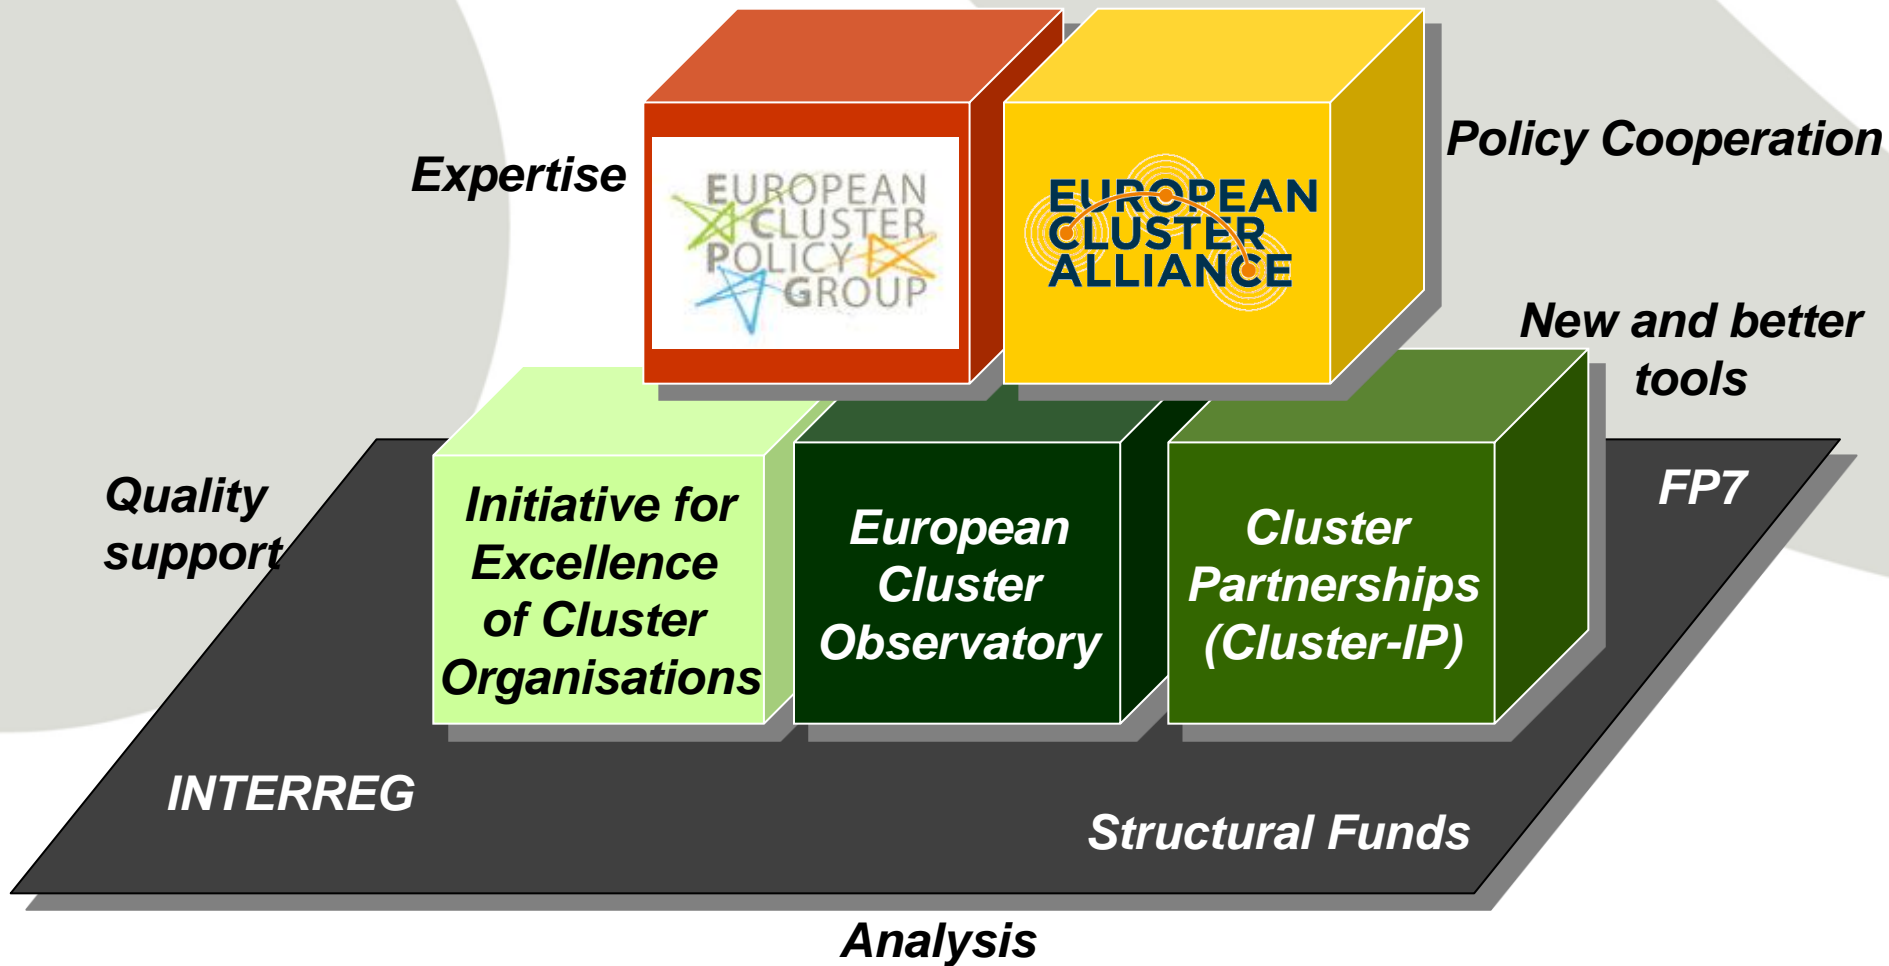 Expertise
EUROPEAN
CLUSTER
POLICY
GROUP
EUROPEAN
CLUSTER
ALLIANCE
Policy Cooperation
New and better
tools
Quality
support
Initiative for
Excellence
of Cluster
Organisations
European
Cluster
Observatory
Cluster
Partnerships
(Cluster-IP)
FP7
INTERREG
Structural Funds
Analysis